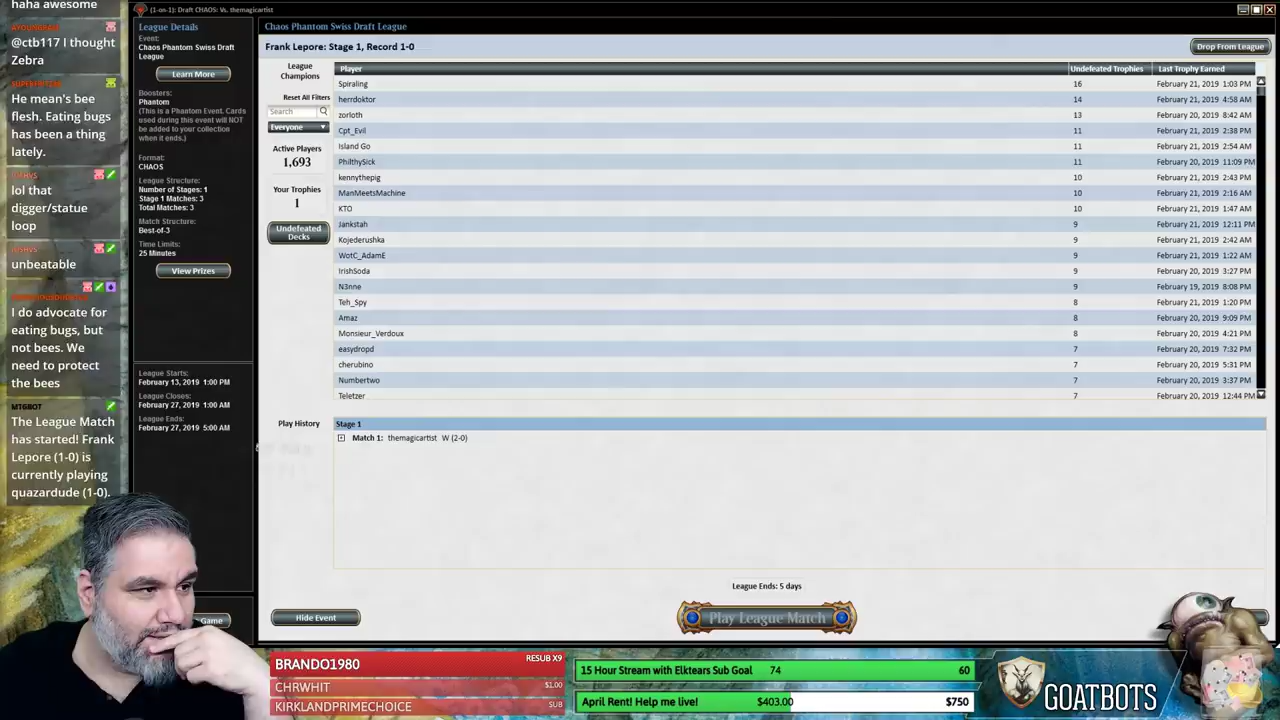 haha awesome
@ctb117 I thought
Zebra
He mean's bee
flesh. Eating bugs
has been a thing
lately.
lol that
digger/statue
loop
unbeatable
I do advocate for
eating bugs, but
not bees. We
need to protect
the bees
MTGBOT
The League Match
has started! Frank
Lepore (1-0) is
currently playing
quazardude (1-0).
(1-on-1): Draft CHAOS: Vs. themagicartist
League Details
Event:
Chaos Phantom Swiss Draft
League
Learn More
Boosters:
Phantom
(This is a Phantom Event. Cards
used during this event will NOT
be added to your collection
when it ends.)
Format:
CHAOS
League Structure:
Number of Stages: 1
Stage 1 Matches: 3
Total Matches: 3
Match Structure:
Best-of-3
Time Limits:
25 Minutes
View Prizes
League Starts:
February 13, 2019 1:00 PM
League Closes:
February 27, 2019 1:00 AM
League Ends:
February 27, 2019 5:00 AM
Game
Chaos Phantom Swiss Draft League
Frank Lepore: Stage 1, Record 1-0
Drop From League
League
Champions
Reset All Filters
Search
Everyone
Active Players
1,693
Your Trophies
1
Undefeated
Decks
Player Undefeated Trophies Last Trophy Earned
Spiraling 16 February 21, 2019 1:03 PM
herrdoktor 14 February 21, 2019 4:58 AM
zorloth 13 February 20, 2019 8:42 AM
Cpt_Evil 11 February 21, 2019 2:38 PM
Island Go 11 February 21, 2019 2:54 AM
PhilthySick 11 February 20, 2019 11:09 PM
kennythepig 10 February 21, 2019 2:43 PM
ManMeetsMachine 10 February 21, 2019 2:16 AM
KTO 10 February 21, 2019 1:47 AM
Jankstah 9 February 21, 2019 12:11 PM
Kojederushka 9 February 21, 2019 2:42 AM
WotC_AdamE 9 February 21, 2019 1:22 AM
IrishSoda 9 February 20, 2019 3:27 PM
N3nne 9 February 19, 2019 8:08 PM
Teh_Spy 8 February 21, 2019 1:20 PM
Amaz 8 February 20, 2019 9:09 PM
Monsieur_Verdoux 8 February 20, 2019 4:21 PM
easydropd 7 February 20, 2019 7:32 PM
cherubino 7 February 20, 2019 5:31 PM
Numbertwo 7 February 20, 2019 3:37 PM
Teletzer 7 February 20, 2019 12:44 PM
Play History
Stage 1
Match 1: themagicartist W (2-0)
League Ends: 5 days
Hide Event
Play League Match
BRANDO1980 RESUB X9
CHRWHIT $1.00
KIRKLANDPRIMECHOICE SUB
15 Hour Stream with Elktears Sub Goal 74 60
April Rent! Help me live! $403.00 $750
GOATBOTS